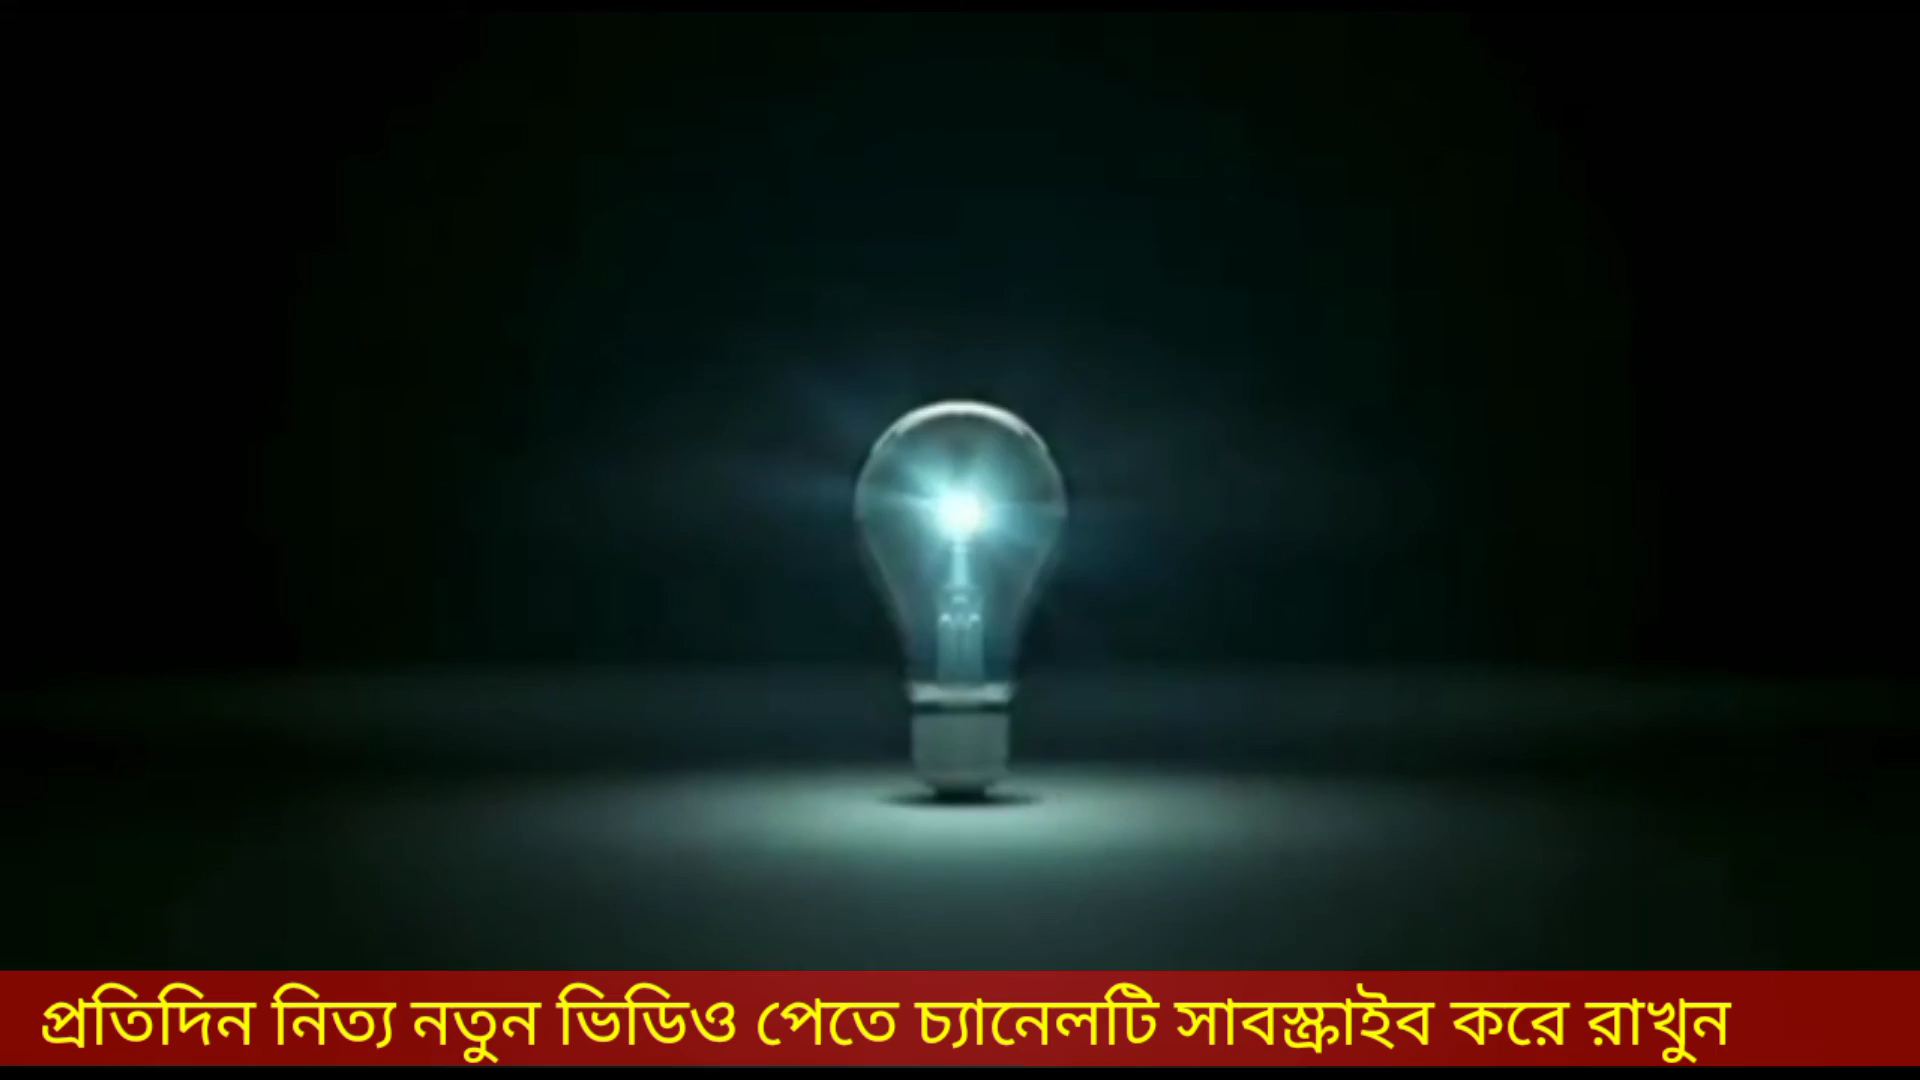 প্রতিদিন নিত্য নতুন ভিডিও পেতে চ্যানেলটি সাবস্ক্রাইব করে রাখুন